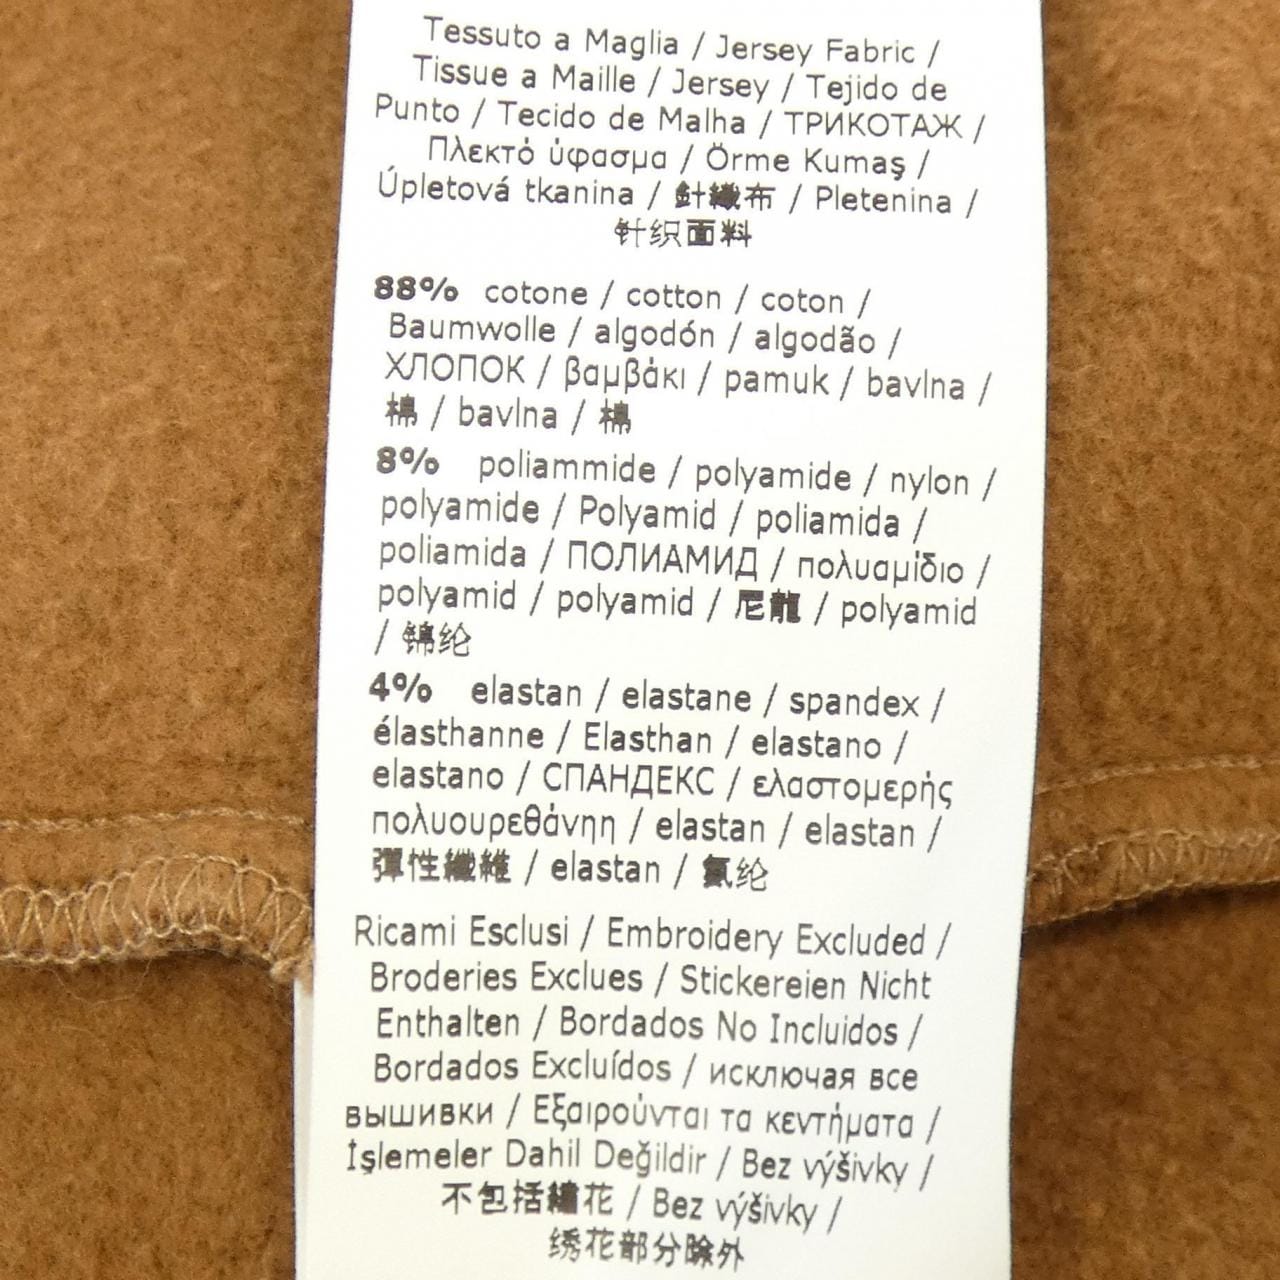 Tessuto a Maglia / Jersey Fabric /
Tissue a Maille / Jersey / Tejido de
Punto / Tecido de Malha / ТРИКОТАЖ /
Πλεκτό ύφασμα / Örme Kumaş /
Úpletová tkanina / 針織布 / Pletenina /
针织面料
88% cotone / cotton / coton /
Baumwolle / algodón / algodão /
ХЛОПОК / βαμβάκι / pamuk / bavlna /
棉 / bavlna / 棉
8% poliammide / polyamide / nylon /
polyamide / Polyamid / poliamida /
poliamida / ПОЛИАМИД / πολυαμίδιο /
polyamid / polyamid / 尼龍 / polyamid
/ 锦纶
4% elastan / elastane / spandex /
élasthanne / Elasthan / elastano /
elastano / СПАНДЕКС / ελαστομερής
πολυουρεθάνηη / elastan / elastan /
彈性纖維 / elastan / 氨纶
Ricami Esclusi / Embroidery Excluded /
Broderies Exclues / Stickereien Nicht
Enthalten / Bordados No Incluidos /
Bordados Excluídos / исключая все
вышивки / Εξαιρούνται τα κεντήματα /
İşlemeler Dahil Değildir / Bez výšivky /
不包括繡花 / Bez výšivky /
绣花部分除外